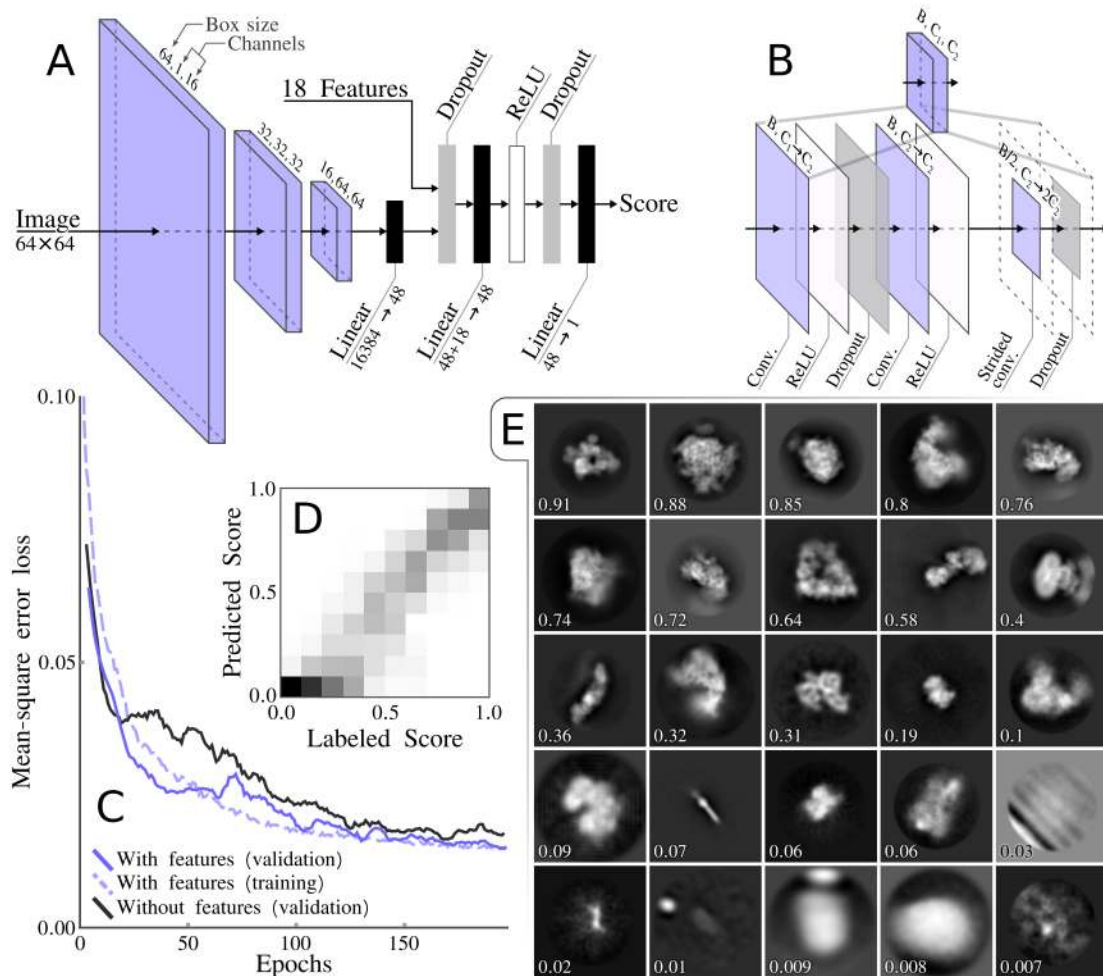 A
Box size
Channels
64,1,16
32,32,32
16,64,64
Image
64×64
18 Features
Dropout
ReLU
Dropout
Score
Linear
16384 → 48
Linear
48+18 → 48
Linear
48 → 1
B
B, C₁, C₂
B, C₁→C₂
B, C₂→C₂
B/2, C₂→2C₂
Conv.
ReLU
Dropout
Conv.
ReLU
Strided
conv.
Dropout
C
Mean-square error loss
0.10
0.05
0.00
0
50
100
150
Epochs
With features (validation)
With features (training)
Without features (validation)
D
Predicted Score
1.0
0.5
0.0
0.0 0.5 1.0
Labeled Score
E
0.91 0.88 0.85 0.8 0.76
0.74 0.72 0.64 0.58 0.4
0.36 0.32 0.31 0.19 0.1
0.09 0.07 0.06 0.06 0.03
0.02 0.01 0.009 0.008 0.007